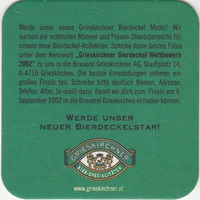 Werde unser neues Grieskirchner Bierdeckel Model! Wir
suchen die schönsten Männer und Frauen Oberösterreichs für
unsere neue Bierdeckel-Kollektion. Schicke deine besten Fotos
unter dem Kennwort „Grieskirchner Bierdeckel Wettbewerb
2002" zu uns in die Brauerei Grieskirchen AG, Stadtplatz 14,
A-4710 Grieskirchen. Die besten Einsendungen nehmen am
großen Finale teil. Schreibe bitte deutlich Namen, Adresse,
Telefon, Alter, (e-mail) dazu, damit wir dich zum Finale am
6. September 2002 in die Brauerei Grieskirchen einladen können.
WERDE UNSER
NEUER BIERDECKELSTAR!
GRIESKIRCHNER
BIER-SPEZIALITÄTEN
www.grieskirchner.at